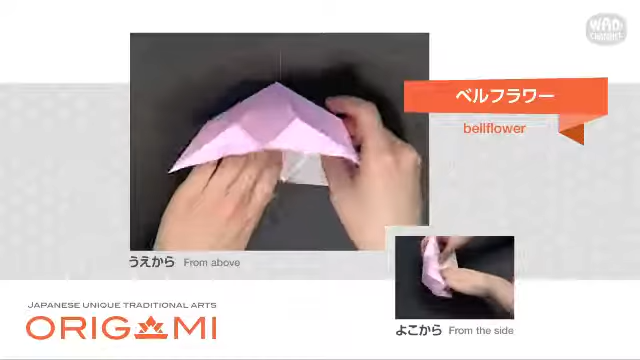 WAO!
CHANNEL
ベルフラワー
bellflower
うえから From above
よこから From the side
JAPANESE UNIQUE TRADITIONAL ARTS
ORIGAMI